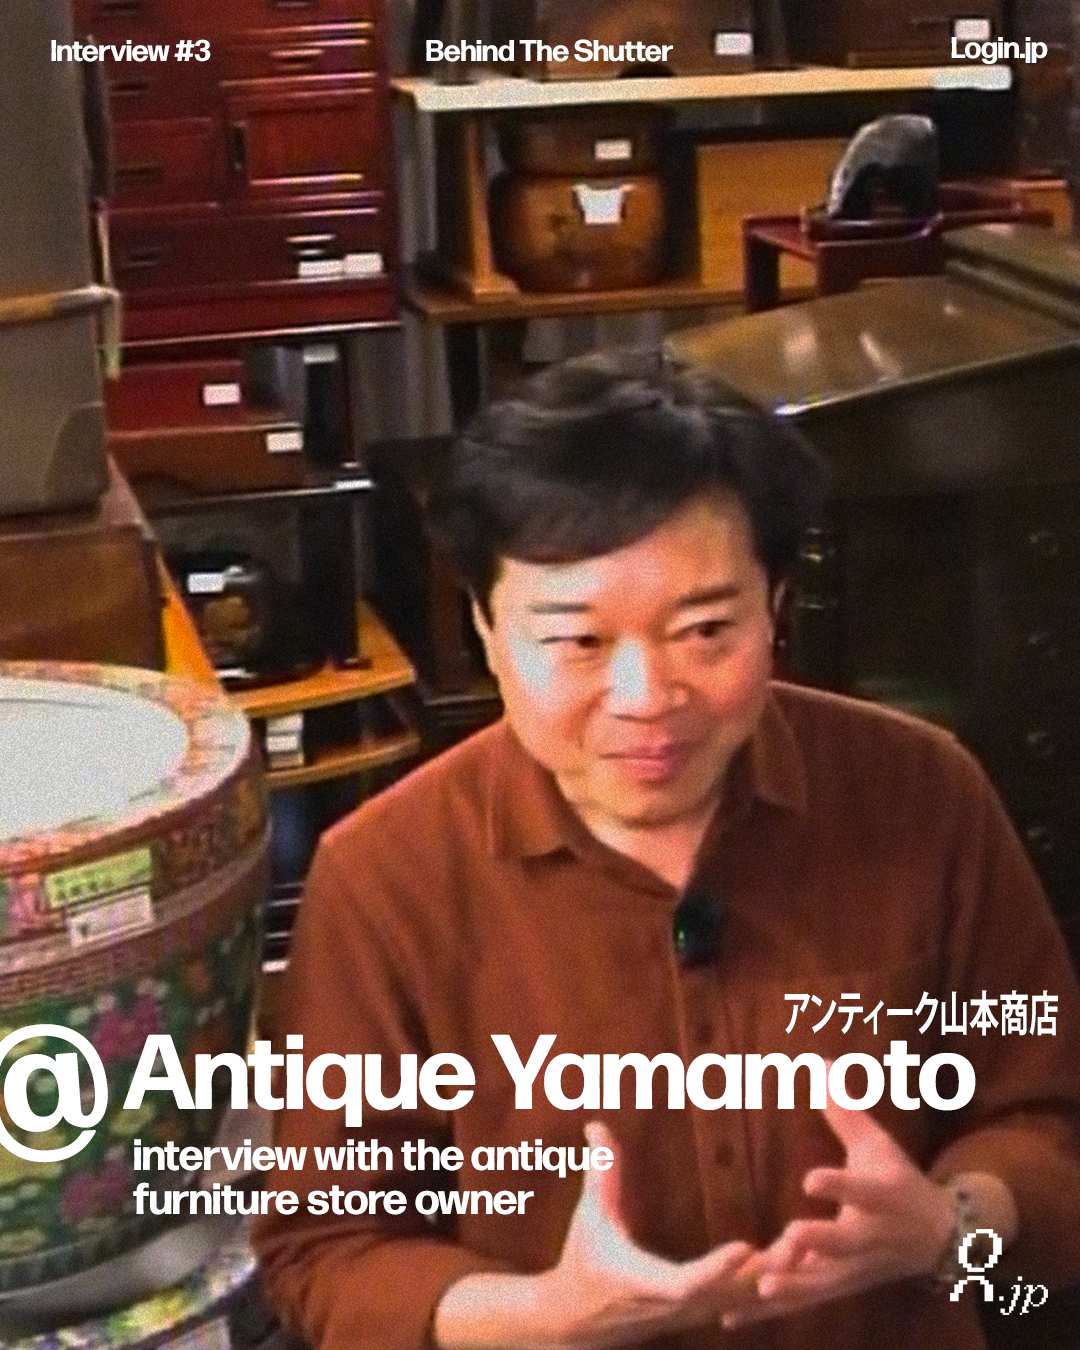 Interview #3
Behind The Shutter
Login.jp
アンティーク山本商店
@Antique Yamamoto
interview with the antique
furniture store owner
.jp